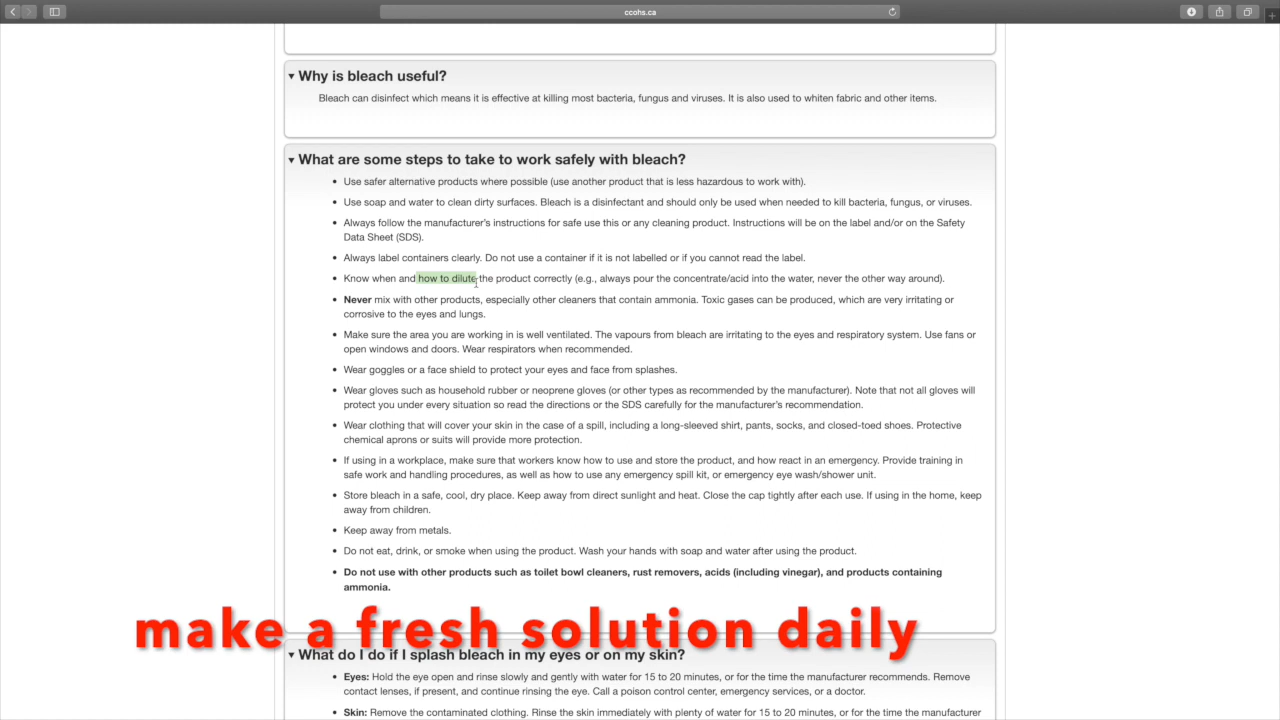 ccohs.ca
Why is bleach useful?
Bleach can disinfect which means it is effective at killing most bacteria, fungus and viruses. It is also used to whiten fabric and other items.
What are some steps to take to work safely with bleach?
• Use safer alternative products where possible (use another product that is less hazardous to work with).
• Use soap and water to clean dirty surfaces. Bleach is a disinfectant and should only be used when needed to kill bacteria, fungus, or viruses.
• Always follow the manufacturer's instructions for safe use this or any cleaning product. Instructions will be on the label and/or on the Safety
Data Sheet (SDS).
• Always label containers clearly. Do not use a container if it is not labelled or if you cannot read the label.
• Know when and how to dilute the product correctly (e.g., always pour the concentrate/acid into the water, never the other way around).
• Never mix with other products, especially other cleaners that contain ammonia. Toxic gases can be produced, which are very irritating or
corrosive to the eyes and lungs.
• Make sure the area you are working in is well ventilated. The vapours from bleach are irritating to the eyes and respiratory system. Use fans or
open windows and doors. Wear respirators when recommended.
• Wear goggles or a face shield to protect your eyes and face from splashes.
• Wear gloves such as household rubber or neoprene gloves (or other types as recommended by the manufacturer). Note that not all gloves will
protect you under every situation so read the directions or the SDS carefully for the manufacturer's recommendation.
• Wear clothing that will cover your skin in the case of a spill, including a long-sleeved shirt, pants, socks, and closed-toed shoes. Protective
chemical aprons or suits will provide more protection.
• If using in a workplace, make sure that workers know how to use and store the product, and how react in an emergency. Provide training in
safe work and handling procedures, as well as how to use any emergency spill kit, or emergency eye wash/shower unit.
• Store bleach in a safe, cool, dry place. Keep away from direct sunlight and heat. Close the cap tightly after each use. If using in the home, keep
away from children.
• Keep away from metals.
• Do not eat, drink, or smoke when using the product. Wash your hands with soap and water after using the product.
• Do not use with other products such as toilet bowl cleaners, rust removers, acids (including vinegar), and products containing
ammonia.
make a fresh solution daily
What do I do if I splash bleach in my eyes or on my skin?
• Eyes: Hold the eye open and rinse slowly and gently with water for 15 to 20 minutes, or for the time the manufacturer recommends. Remove
contact lenses, if present, and continue rinsing the eye. Call a poison control center, emergency services, or a doctor.
• Skin: Remove the contaminated clothing. Rinse the skin immediately with plenty of water for 15 to 20 minutes, or for the time the manufacturer